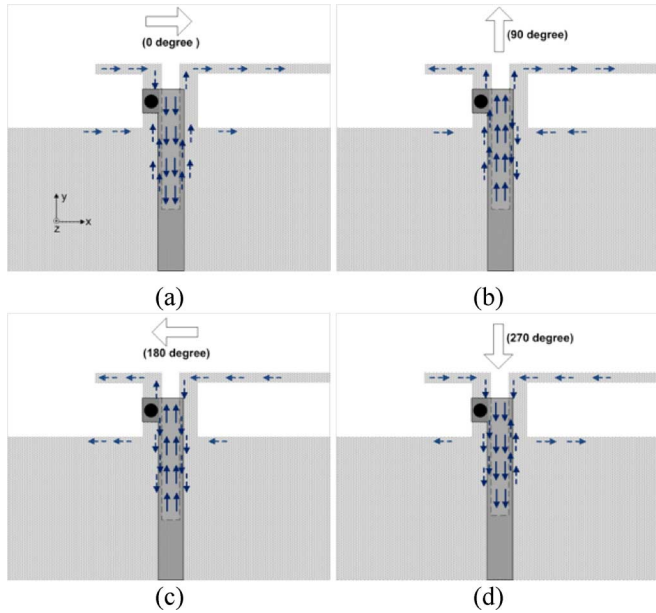 (0 degree )
(90 degree)
y
z
x
(a)
(b)
(180 degree)
(270 degree)
(c)
(d)